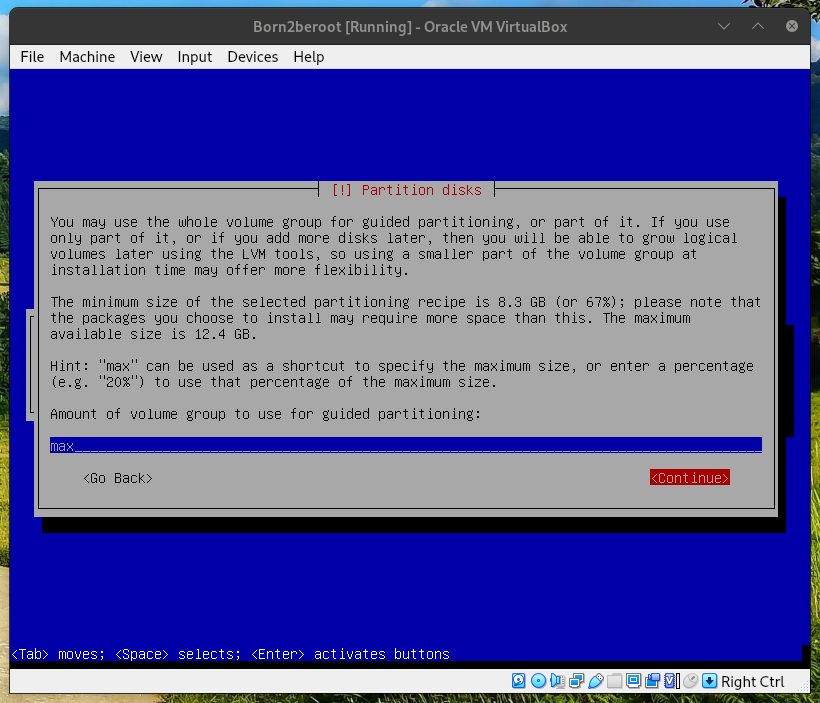 Born2beroot [Running] - Oracle VM VirtualBox
File Machine View Input Devices Help
[!] Partition disks
You may use the whole volume group for guided partitioning, or part of it. If you use
only part of it, or if you add more disks later, then you will be able to grow logical
volumes later using the LVM tools, so using a smaller part of the volume group at
installation time may offer more flexibility.
The minimum size of the selected partitioning recipe is 8.3 GB (or 67%); please note that
the packages you choose to install may require more space than this. The maximum
available size is 12.4 GB.
Hint: "max" can be used as a shortcut to specify the maximum size, or enter a percentage
(e.g. "20%") to use that percentage of the maximum size.
Amount of volume group to use for guided partitioning:
max
<Go Back> <Continue>
<Tab> moves; <Space> selects; <Enter> activates buttons
Right Ctrl